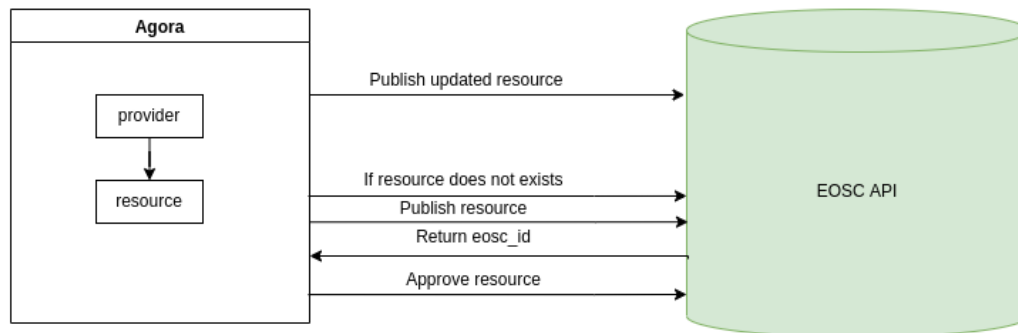 Agora
Publish updated resource
provider
If resource does not exists
resource
EOSC API
Publish resource
Return eosc_id
Approve resource